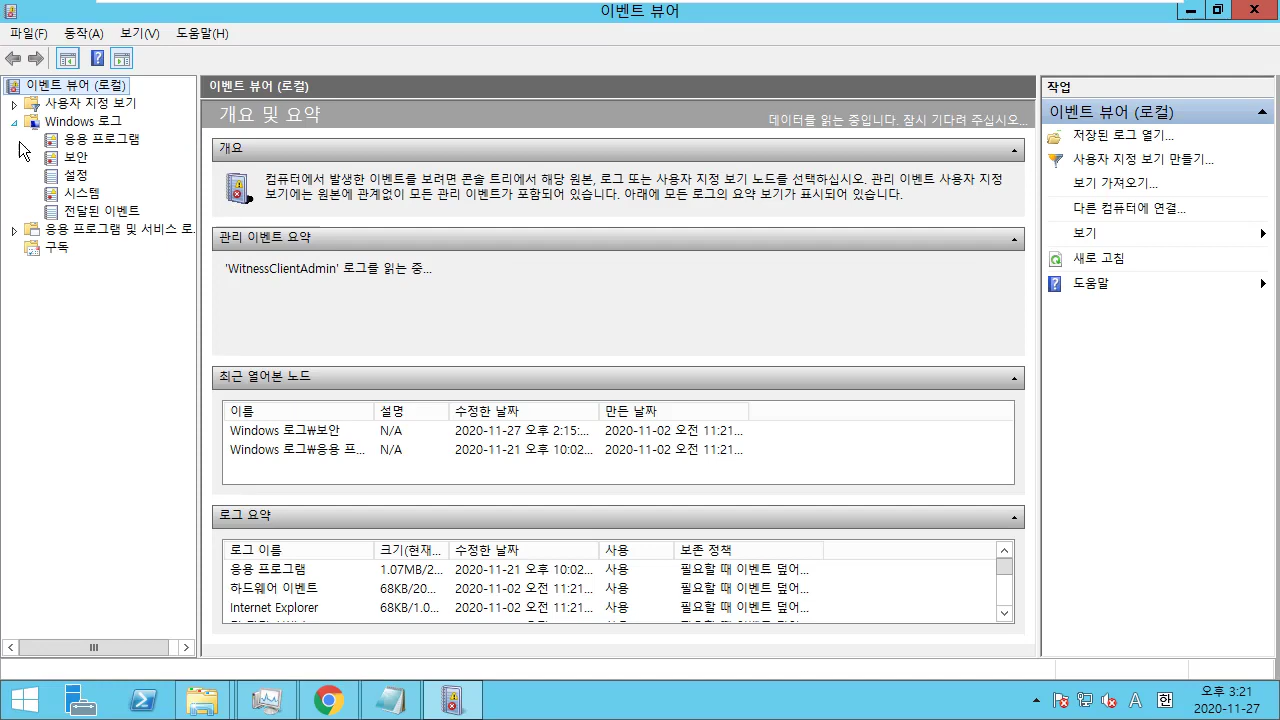 이벤트 뷰어
파일(F) 동작(A) 보기(V) 도움말(H)
이벤트 뷰어 (로컬)
사용자 지정 보기
Windows 로그
응용 프로그램
보안
설정
시스템
전달된 이벤트
응용 프로그램 및 서비스 로.
구독
이벤트 뷰어 (로컬)
개요 및 요약
데이터를 읽는 중입니다. 잠시 기다려 주십시오...
개요
컴퓨터에서 발생한 이벤트를 보려면 콘솔 트리에서 해당 원본, 로그 또는 사용자 지정 보기 노드를 선택하십시오. 관리 이벤트 사용자 지정
보기에는 원본에 관계없이 모든 관리 이벤트가 포함되어 있습니다. 아래에 모든 로그의 요약 보기가 표시되어 있습니다.
관리 이벤트 요약
'WitnessClientAdmin' 로그를 읽는 중...
최근 열어본 노드
이름 설명 수정한 날짜 만든 날짜
Windows 로그₩보안 N/A 2020-11-27 오후 2:15:... 2020-11-02 오전 11:21...
Windows 로그₩응용 프... N/A 2020-11-21 오후 10:02... 2020-11-02 오전 11:21...
로그 요약
로그 이름 크기(현재... 수정한 날짜 사용 보존 정책
응용 프로그램 1.07MB/2... 2020-11-21 오후 10:02... 사용 필요할 때 이벤트 덮어...
하드웨어 이벤트 68KB/20... 2020-11-02 오전 11:21... 사용 필요할 때 이벤트 덮어...
Internet Explorer 68KB/1.0... 2020-11-02 오전 11:21... 사용 필요할 때 이벤트 덮어...
작업
이벤트 뷰어 (로컬)
저장된 로그 열기...
사용자 지정 보기 만들기...
보기 가져오기...
다른 컴퓨터에 연결...
보기
새로 고침
도움말
A 한
오후 3:21
2020-11-27